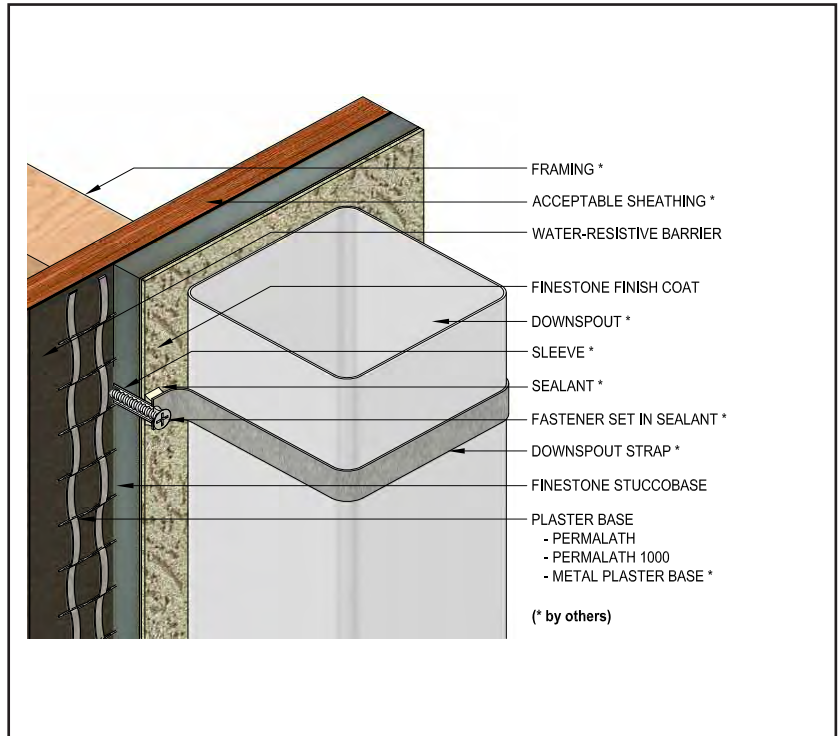 FRAMING *
ACCEPTABLE SHEATHING *
WATER-RESISTIVE BARRIER
FINESTONE FINISH COAT
DOWNSPOUT *
SLEEVE *
SEALANT *
FASTENER SET IN SEALANT *
DOWNSPOUT STRAP *
FINESTONE STUCCOBASE
PLASTER BASE
- PERMALATH
- PERMALATH 1000
- METAL PLASTER BASE *
(* by others)